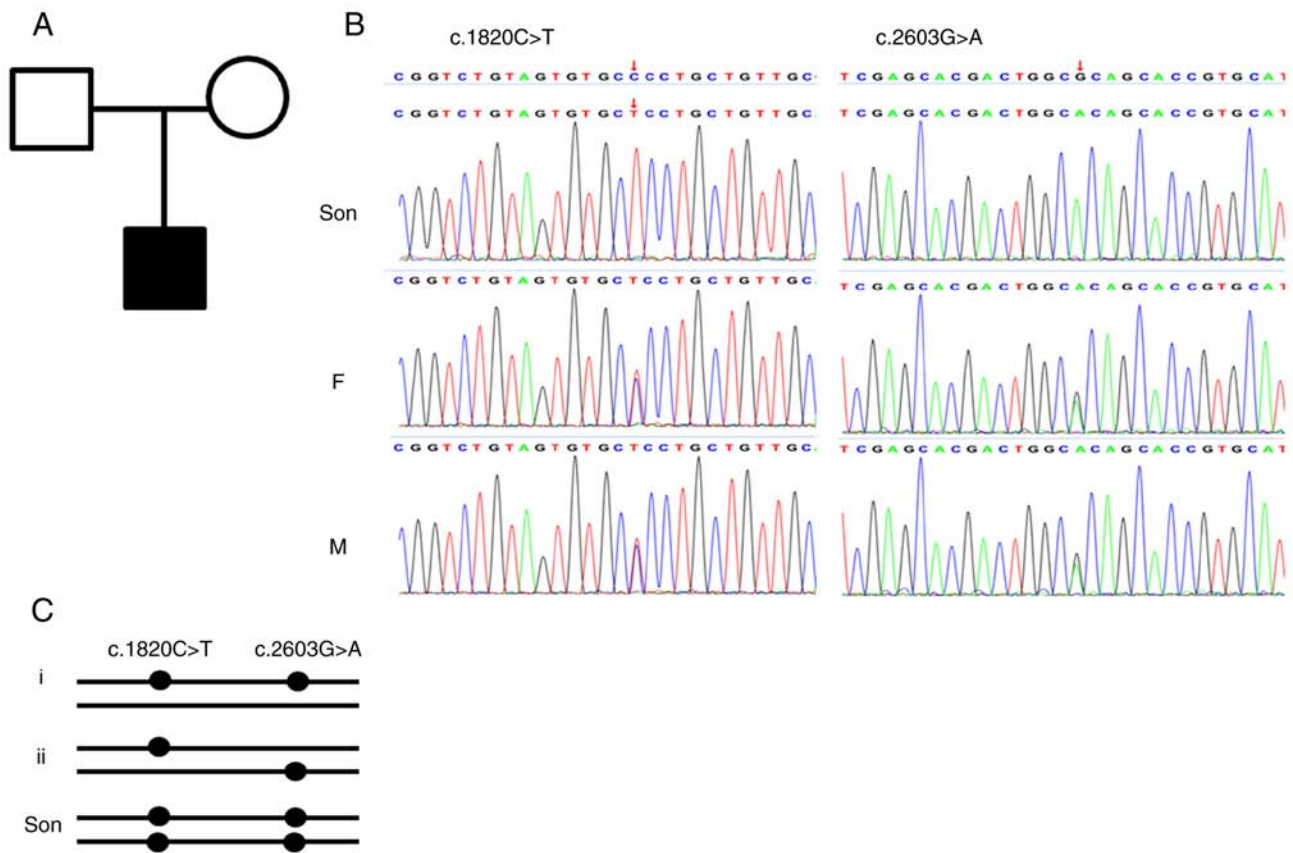 A
B
c.1820C>T
c.2603G>A
CGGTCTGTAGTGTGCCCCTGCTGTTGC
TCGAGCACGACTGGCGCAGCACCGTGCAT
CGGTCTGTAGTGTGCTCCTGCTGTTGC
TCGAGCACGACTGGCACAGCACCGTGCAT
Son
CGGTCTGTAGTGTGCTCCTGCTGTTGC
TCGAGCACGACTGGCACAGCACCGTGCAT
F
CGGTCTGTAGTGTGCTCCTGCTGTTGC
TCGAGCACGACTGGCACAGCACCGTGCAT
M
C
c.1820C>T
c.2603G>A
i
ii
Son